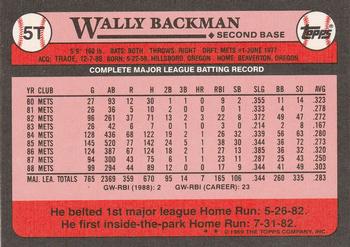 5T
WALLY BACKMAN
SECOND BASE
Topps
5'9" 160 lb. BATS: BOTH THROWS: RIGHT DRFT: METS #1-JUNE 1977
ACQ: TRADE, 12-7-88 BORN: 9-22-59, HILLSBORO, OREGON HOME: BEAVERTON, OREGON
COMPLETE MAJOR LEAGUE BATTING RECORD
YR CLUB G AB R H 2B 3B HR RBI SB SLG BB SO AVG
80 METS 27 93 12 30 1 1 0 9 2 .355 11 14 .323
81 METS 26 36 5 10 2 0 0 0 1 .333 4 7 .278
82 METS 96 261 37 71 13 2 3 22 8 .372 49 47 .272
83 METS 26 42 6 7 0 1 0 3 0 .214 2 8 .167
84 METS 128 436 68 122 19 2 1 26 32 .339 56 63 .280
85 METS 145 520 77 142 24 5 1 38 30 .344 36 72 .273
86 METS 124 387 67 124 18 2 1 27 13 .385 36 32 .320
87 METS 94 300 43 75 6 1 1 23 11 .287 25 43 .250
88 METS 99 294 44 89 12 0 0 17 9 .344 41 49 .303
MAJ. LEA. TOTALS 765 2369 359 670 95 14 7 165 106 .344 260 335 .283
GW-RBI (1988): 2 GW-RBI (CAREER): 23
He belted 1st major league Home Run: 5-26-82.
He first inside-the-park Home Run: 7-31-82.
© 1989 THE TOPPS COMPANY, INC.